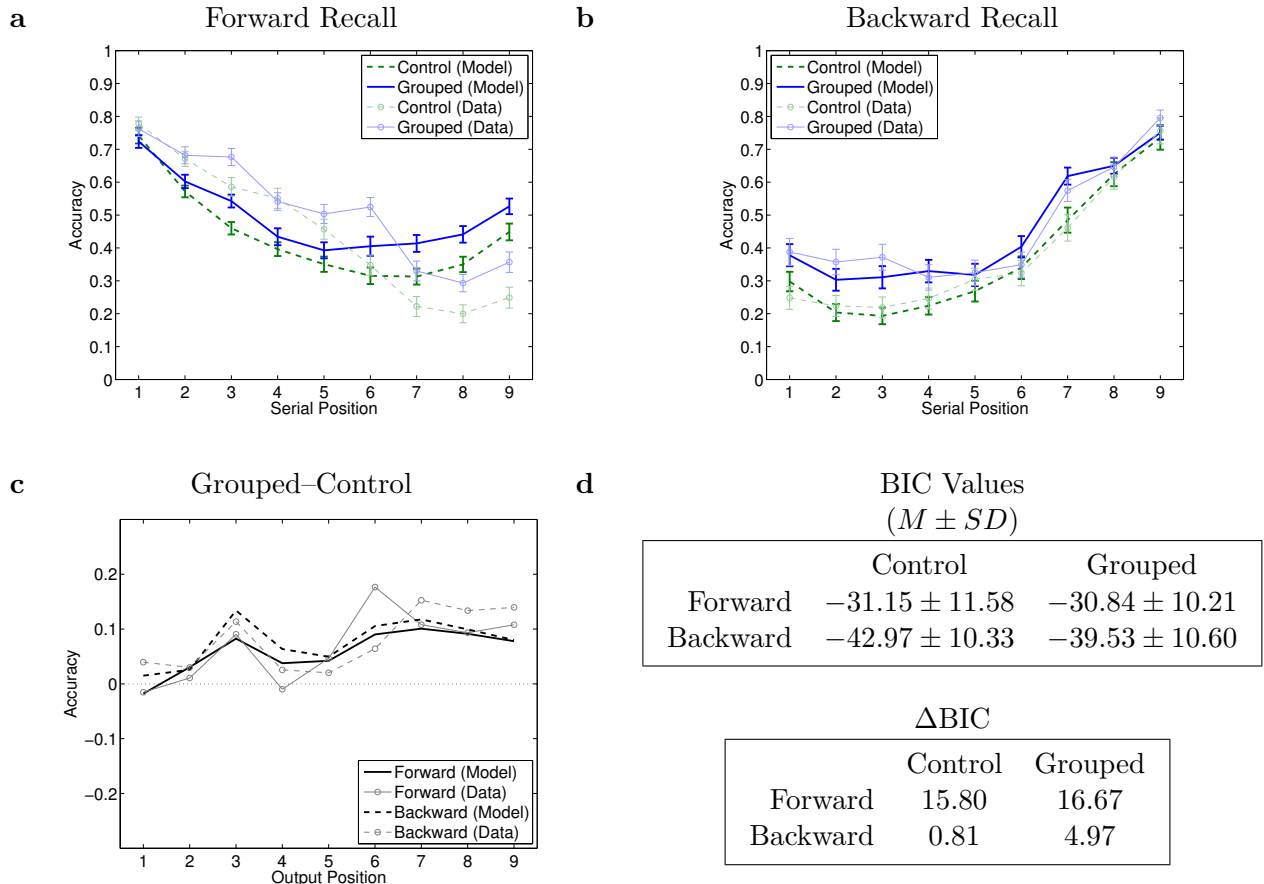 a
Forward Recall
1
0.9
0.8
0.7
0.6
0.5
0.4
0.3
0.2
0.1
0
Accuracy
Control (Model)
Grouped (Model)
Control (Data)
Grouped (Data)
1 2 3 4 5 6 7 8 9
Serial Position
b
Backward Recall
1
0.9
0.8
0.7
0.6
0.5
0.4
0.3
0.2
0.1
0
Accuracy
Control (Model)
Grouped (Model)
Control (Data)
Grouped (Data)
1 2 3 4 5 6 7 8 9
Serial Position
c
Grouped–Control
0.2
0.1
0
−0.1
−0.2
Accuracy
Forward (Model)
Forward (Data)
Backward (Model)
Backward (Data)
1 2 3 4 5 6 7 8 9
Output Position
d
BIC Values
(M ± SD)
Control Grouped
Forward −31.15 ± 11.58 −30.84 ± 10.21
Backward −42.97 ± 10.33 −39.53 ± 10.60
ΔBIC
Control Grouped
Forward 15.80 16.67
Backward 0.81 4.97